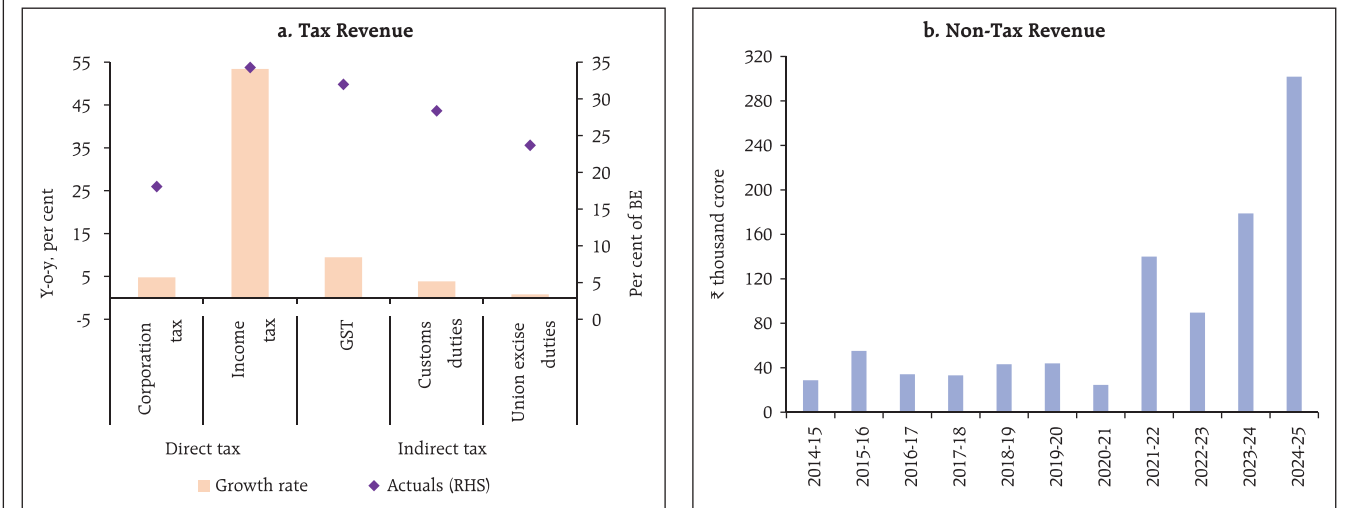 a. Tax Revenue
55
45
35
25
15
5
-5
Y-o-y, per cent
35
30
25
20
15
10
5
0
Per cent of BE
Corporation
tax
Income
tax
GST
Customs
duties
Union excise
duties
Direct tax
Indirect tax
Growth rate
Actuals (RHS)
b. Non-Tax Revenue
320
280
240
200
160
120
80
40
0
₹ thousand crore
2014-15
2015-16
2016-17
2017-18
2018-19
2019-20
2020-21
2021-22
2022-23
2023-24
2024-25